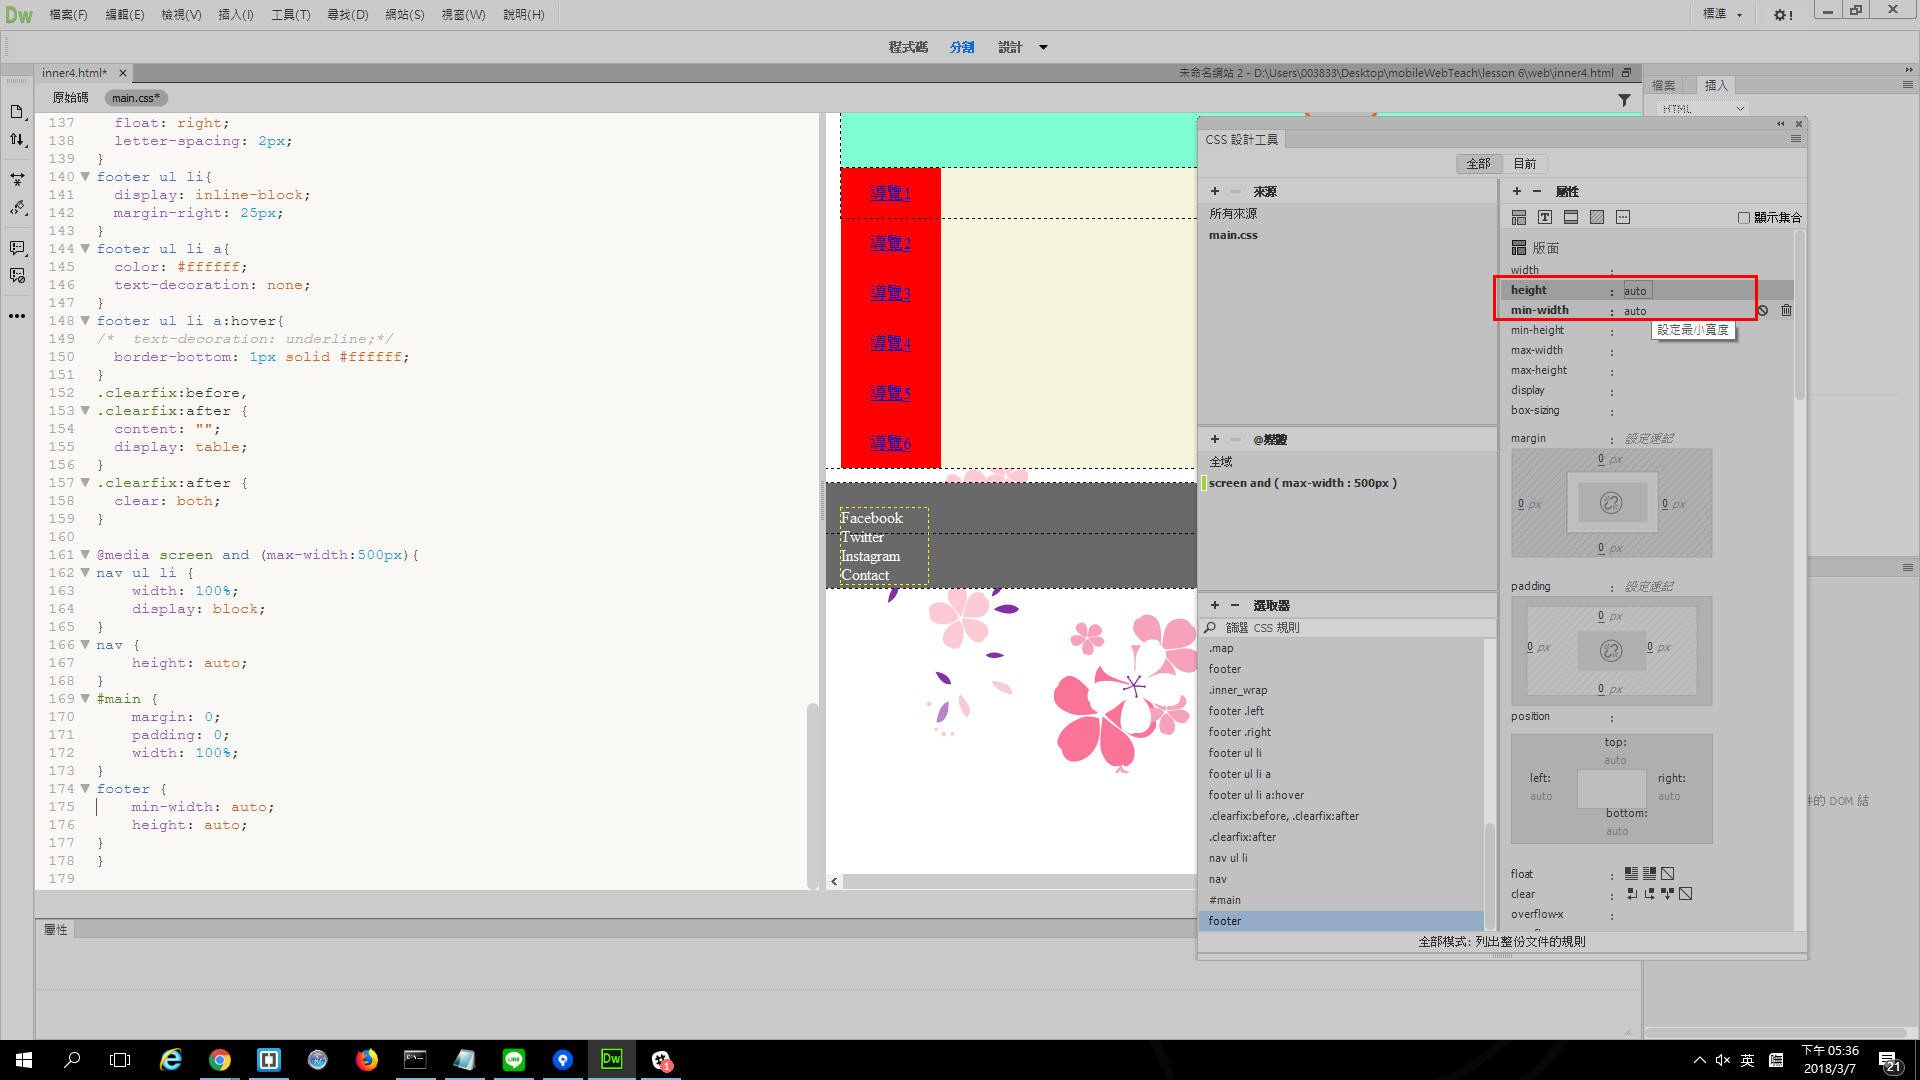 Dw 檔案(F) 編輯(E) 檢視(V) 插入(I) 工具(T) 尋找(D) 網站(S) 視窗(W) 說明(H) 標準
程式碼 分割 設計
inner4.html* 未命名網站 2 - D:\Users\003833\Desktop\mobileWebTeach\lesson 6\web\inner4.html
原始碼 main.css*
137 float: right;
138 letter-spacing: 2px;
139 }
140 footer ul li{
141 display: inline-block;
142 margin-right: 25px;
143 }
144 footer ul li a{
145 color: #ffffff;
146 text-decoration: none;
147 }
148 footer ul li a:hover{
149 /* text-decoration: underline;*/
150 border-bottom: 1px solid #ffffff;
151 }
152 .clearfix:before,
153 .clearfix:after {
154 content: "";
155 display: table;
156 }
157 .clearfix:after {
158 clear: both;
159 }
160
161 @media screen and (max-width:500px){
162 nav ul li {
163 width: 100%;
164 display: block;
165 }
166 nav {
167 height: auto;
168 }
169 #main {
170 margin: 0;
171 padding: 0;
172 width: 100%;
173 }
174 footer {
175 min-width: auto;
176 height: auto;
177 }
178 }
179
導覽1
導覽2
導覽3
導覽4
導覽5
導覽6
Facebook
Twitter
Instagram
Contact
檔案 插入
HTML
CSS 設計工具
全部 目前
來源
所有來源
main.css
@媒體
全域
screen and ( max-width : 500px )
選取器
篩選 CSS 規則
.map
footer
.inner_wrap
footer .left
footer .right
footer ul li
footer ul li a
footer ul li a:hover
.clearfix:before, .clearfix:after
.clearfix:after
nav ul li
nav
#main
footer
屬性
顯示集合
版面
width :
height : auto
min-width : auto
設定最小寬度
min-height :
max-width :
max-height :
display :
box-sizing :
margin : 設定速記
0 px
0 px 0 px
0 px
padding : 設定速記
0 px
0 px 0 px
0 px
position :
top:
auto
left: right:
auto auto
bottom:
auto
float :
clear :
overflow-x :
全部模式: 列出整份文件的規則
件的 DOM 結
屬性
Dw
1
英
下午 05:36
2018/3/7
21